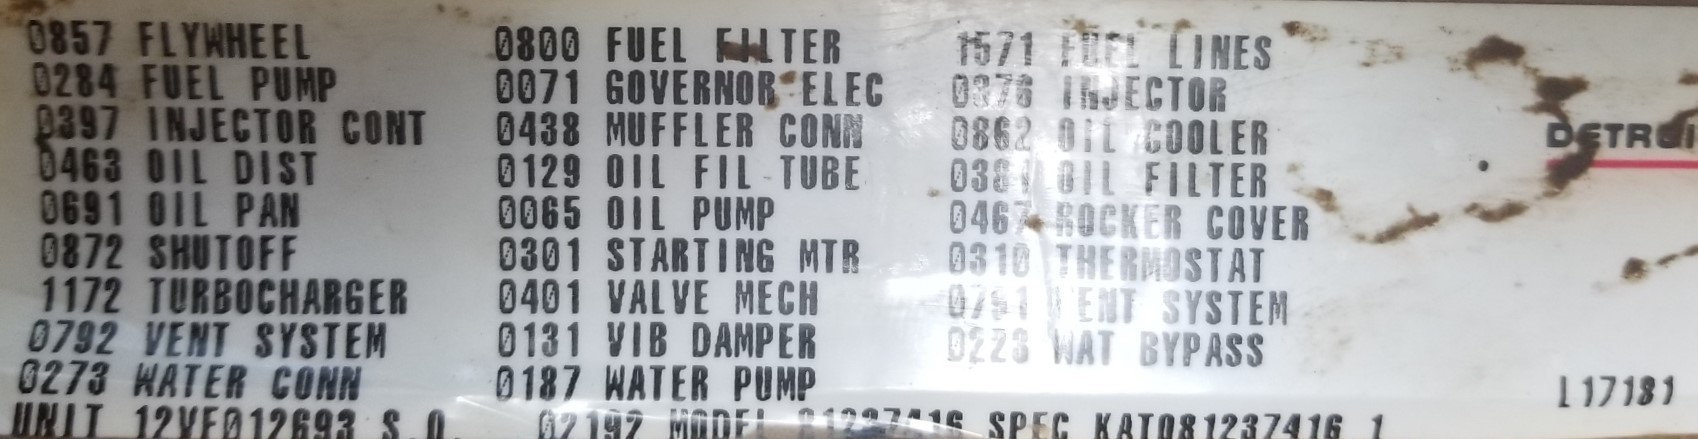 0857 FLYWHEEL 0800 FUEL FILTER 1571 FUEL LINES
0284 FUEL PUMP 0071 GOVERNOR ELEC 0376 INJECTOR
0397 INJECTOR CONT 0438 MUFFLER CONN 0862 OIL COOLER
0463 OIL DIST 0129 OIL FIL TUBE OIL FILTER
0691 OIL PAN 0065 OIL PUMP 0467 ROCKER COVER
0872 SHUTOFF 0301 STARTING MTR 0310 THERMOSTAT
1172 TURBOCHARGER 0401 VALVE MECH VENT SYSTEM
0792 VENT SYSTEM 0131 VIB DAMPER 0223 WAT BYPASS
0273 WATER CONN 0187 WATER PUMP
UNIT 12VF012693 S.O. 02192 MODEL 81237416 SPEC KAT081237416 1
DETROI
L17181